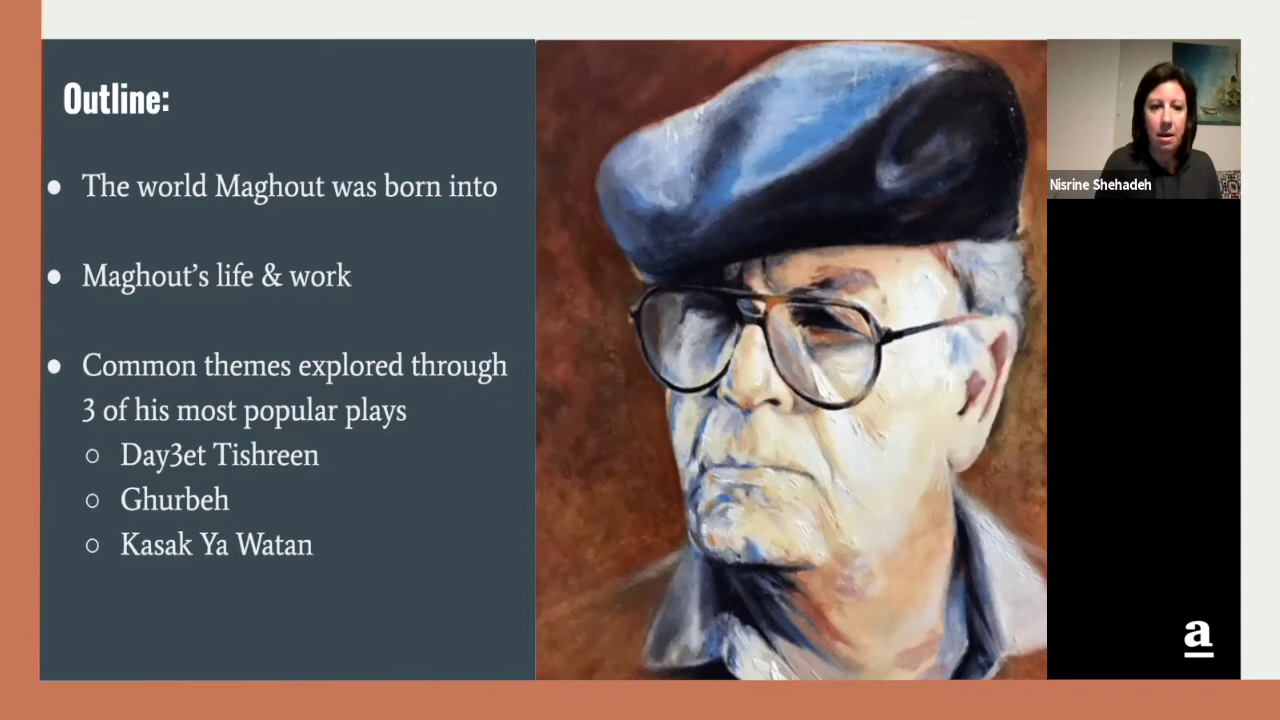 Outline:
The world Maghout was born into
Maghout’s life & work
Common themes explored through
3 of his most popular plays
Day3et Tishreen
Ghurbeh
Kasak Ya Watan
Nisrine Shehadeh
a